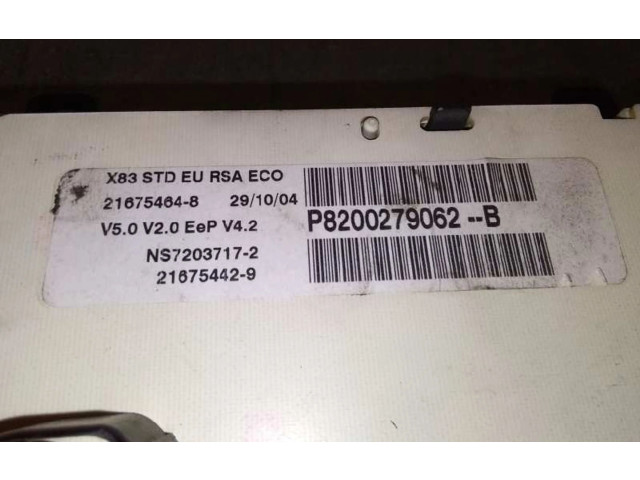 X83 STD EU RSA ECO
21675464-8 29/10/04
V5.0 V2.0 EeP V4.2
NS7203717-2
21675442-9
P8200279062--B